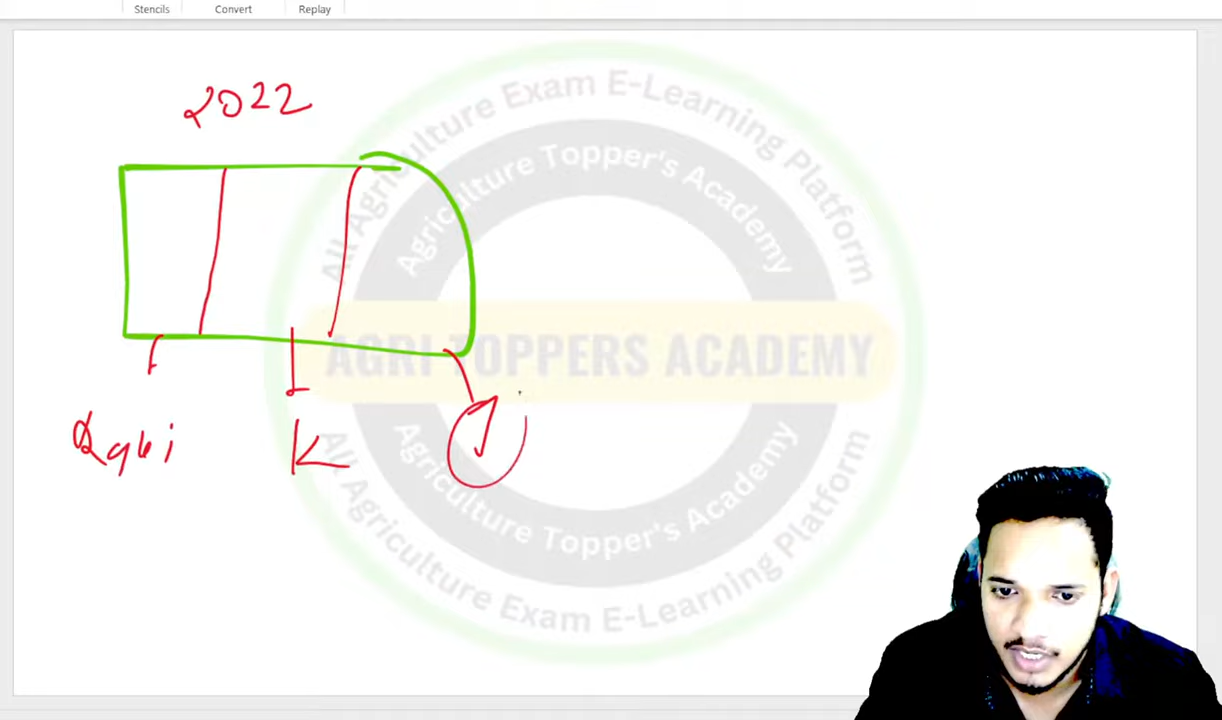 Stencils Convert Replay
2022
All Agriculture Exam E-Learning Platform
Agriculture Topper's Academy
AGRI TOPPERS ACADEMY
Rabi K
Agriculture Topper's Academy
All Agriculture Exam E-Learning Platform